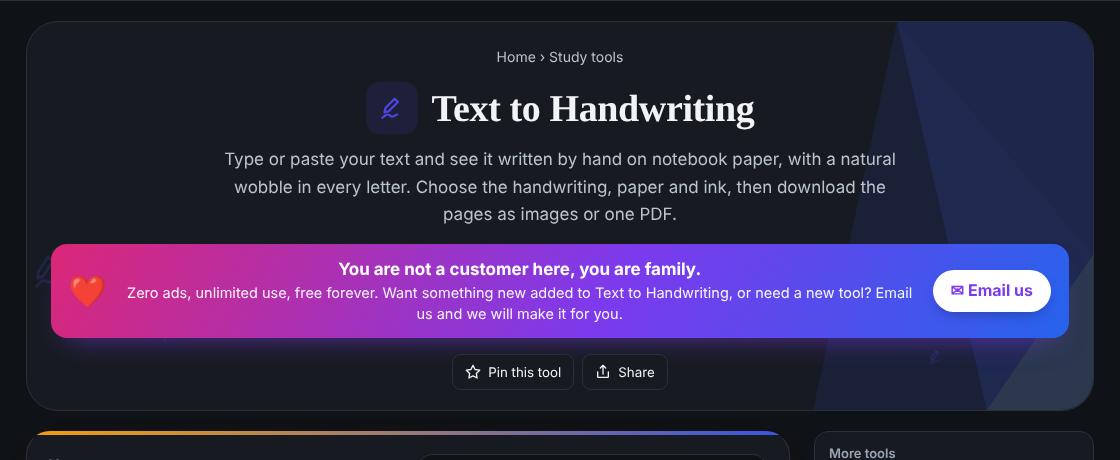 Home › Study tools
Text to Handwriting
Type or paste your text and see it written by hand on notebook paper, with a natural
wobble in every letter. Choose the handwriting, paper and ink, then download the
pages as images or one PDF.
You are not a customer here, you are family.
Zero ads, unlimited use, free forever. Want something new added to Text to Handwriting, or need a new tool? Email
us and we will make it for you.
✉ Email us
Pin this tool
Share
More tools